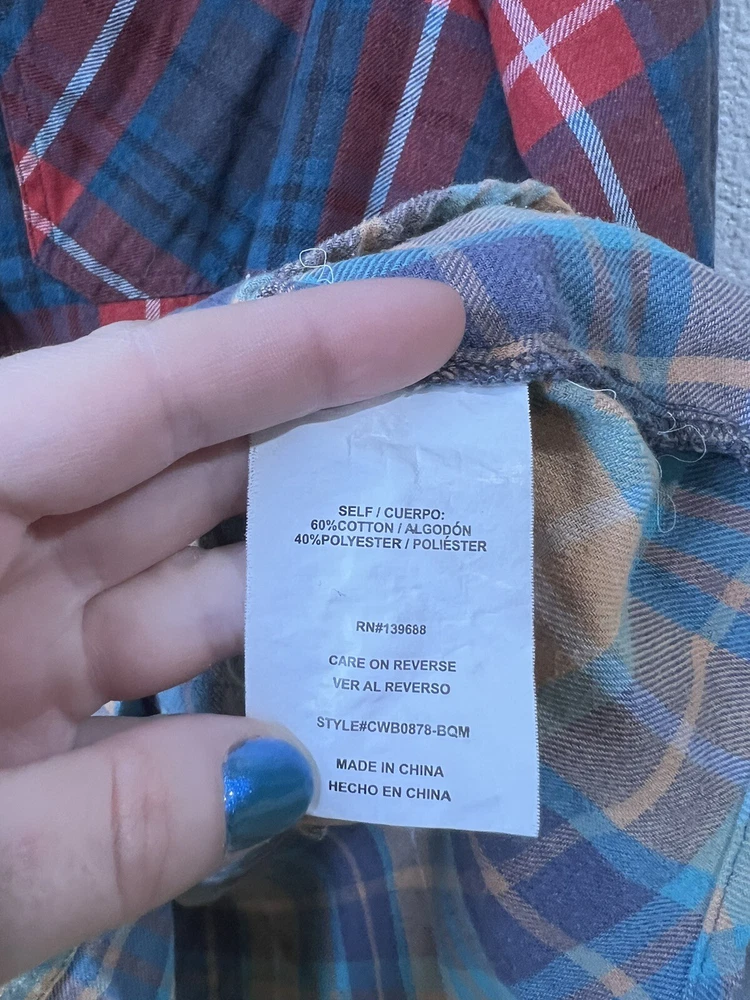 SELF / CUERPO:
60%COTTON / ALGODÓN
40%POLYESTER / POLIÉSTER
RN#139688
CARE ON REVERSE
VER AL REVERSO
STYLE#CWB0878-BQM
MADE IN CHINA
HECHO EN CHINA